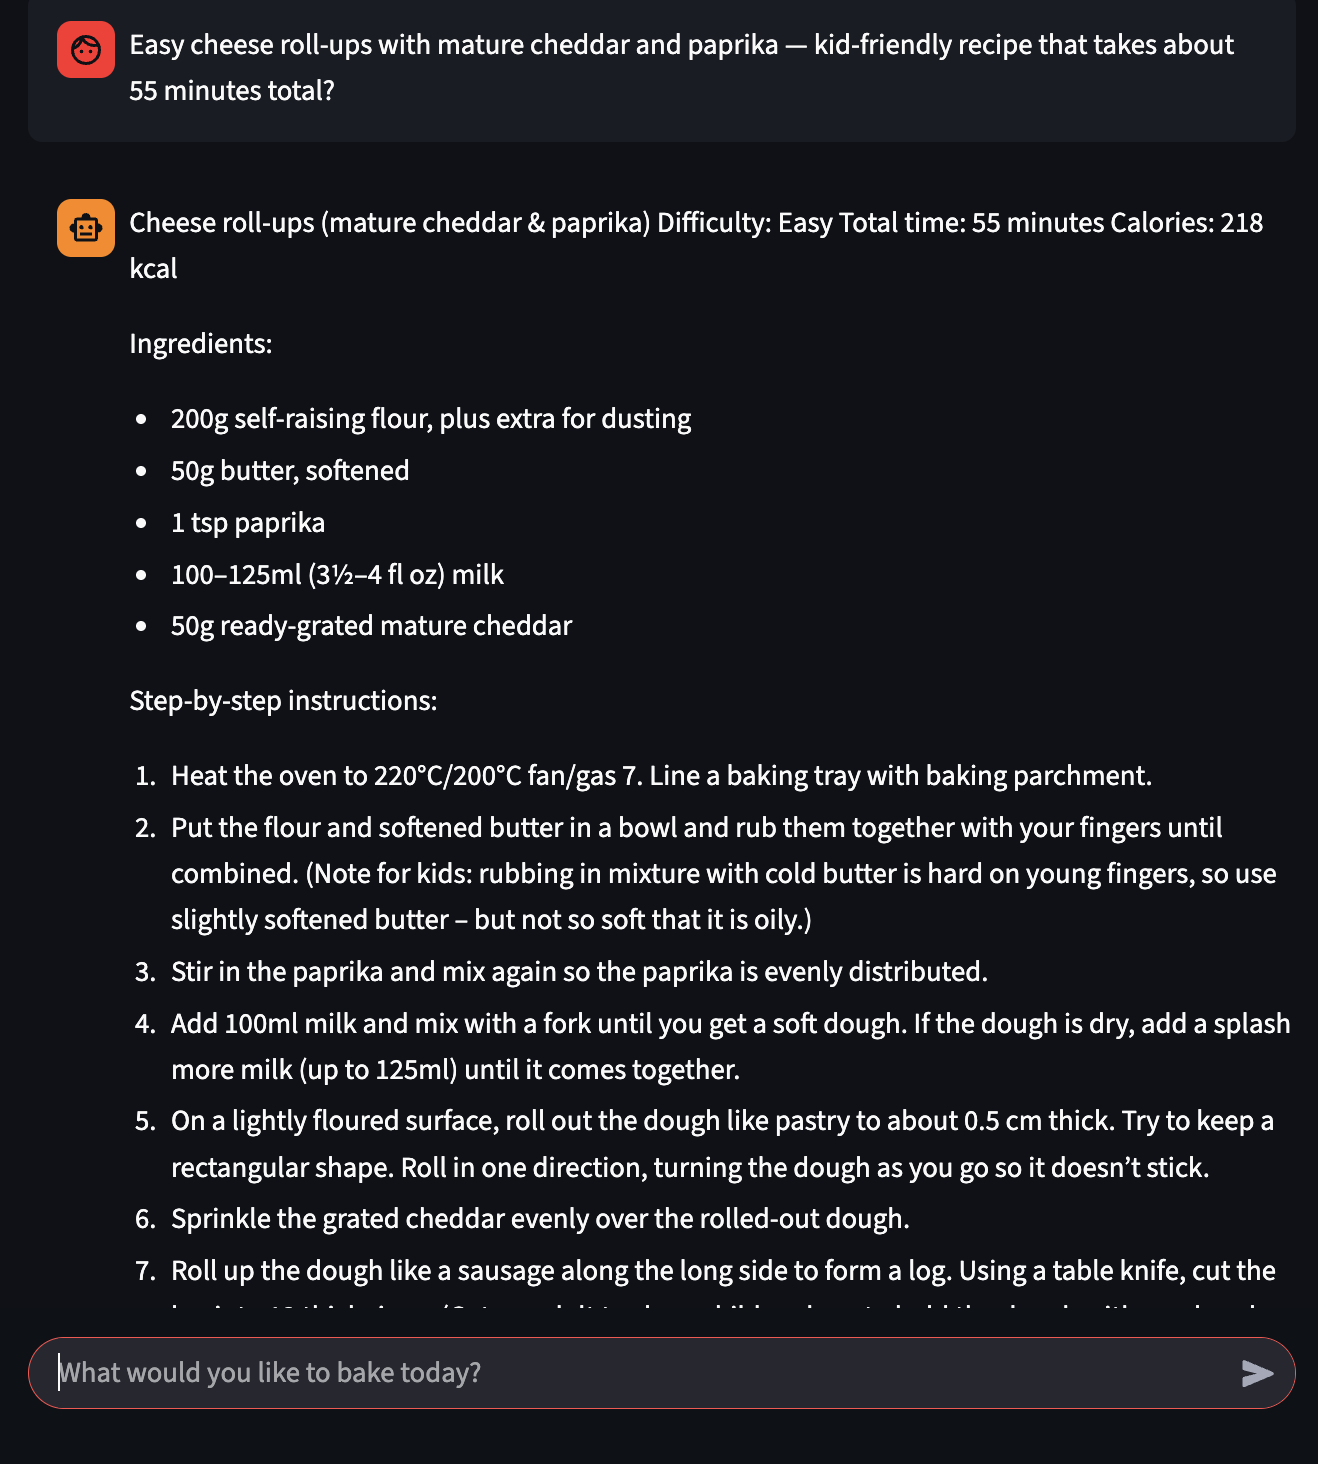 Easy cheese roll-ups with mature cheddar and paprika — kid-friendly recipe that takes about
55 minutes total?
Cheese roll-ups (mature cheddar & paprika) Difficulty: Easy Total time: 55 minutes Calories: 218
kcal
Ingredients:
• 200g self-raising flour, plus extra for dusting
• 50g butter, softened
• 1 tsp paprika
• 100–125ml (3½–4 fl oz) milk
• 50g ready-grated mature cheddar
Step-by-step instructions:
1. Heat the oven to 220°C/200°C fan/gas 7. Line a baking tray with baking parchment.
2. Put the flour and softened butter in a bowl and rub them together with your fingers until
combined. (Note for kids: rubbing in mixture with cold butter is hard on young fingers, so use
slightly softened butter – but not so soft that it is oily.)
3. Stir in the paprika and mix again so the paprika is evenly distributed.
4. Add 100ml milk and mix with a fork until you get a soft dough. If the dough is dry, add a splash
more milk (up to 125ml) until it comes together.
5. On a lightly floured surface, roll out the dough like pastry to about 0.5 cm thick. Try to keep a
rectangular shape. Roll in one direction, turning the dough as you go so it doesn’t stick.
6. Sprinkle the grated cheddar evenly over the rolled-out dough.
7. Roll up the dough like a sausage along the long side to form a log. Using a table knife, cut the
What would you like to bake today?